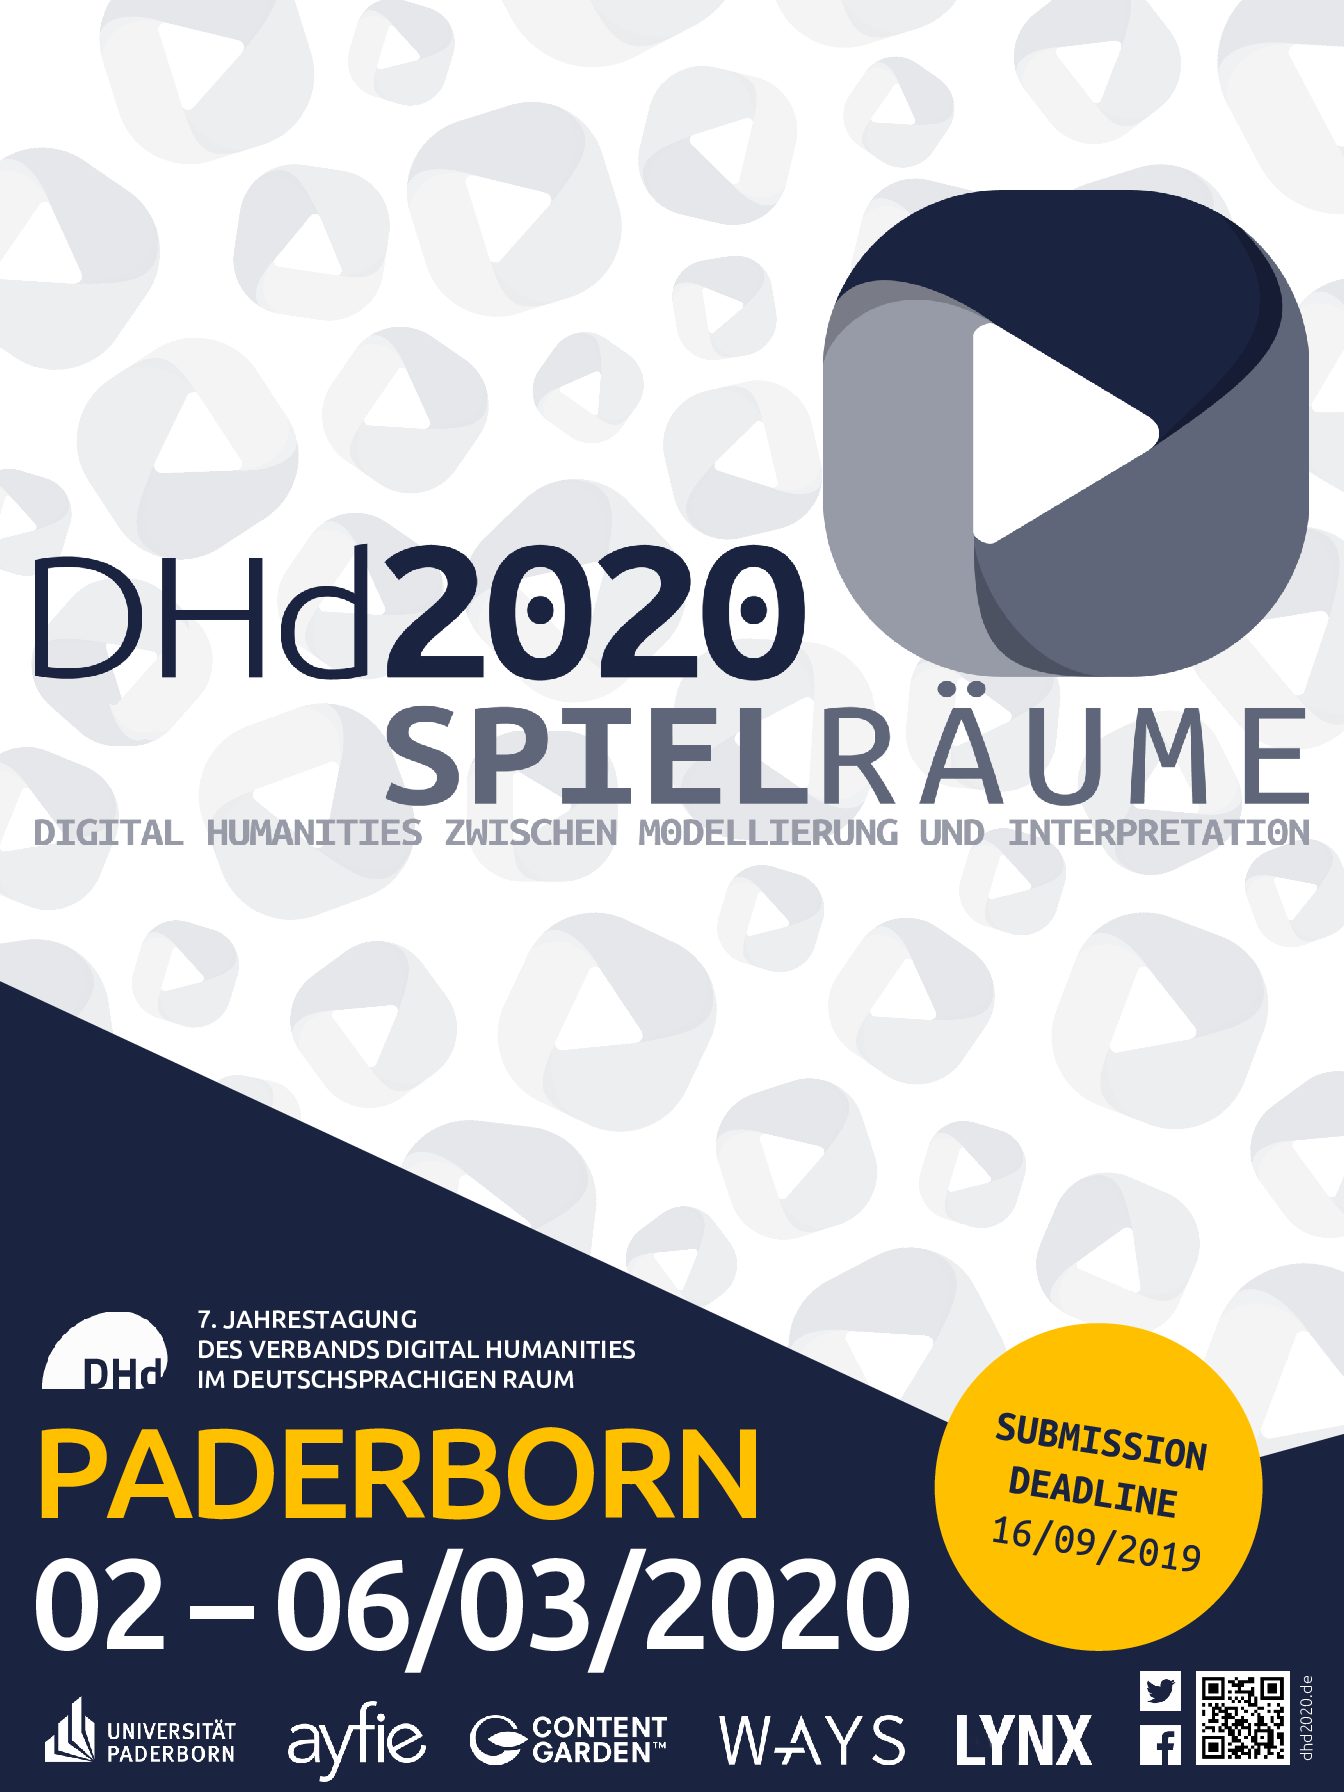 DHd2020
SPIELRÄUME
DIGITAL HUMANITIES ZWISCHEN MODELLIERUNG UND INTERPRETATION
DHd
7. JAHRESTAGUNG
DES VERBANDS DIGITAL HUMANITIES
IM DEUTSCHSPRACHIGEN RAUM
PADERBORN
02 – 06/03/2020
SUBMISSION
DEADLINE
16/09/2019
UNIVERSITÄT
PADERBORN
ayfie
CONTENT
GARDEN™
WAYS
LYNX
dhd2020.de